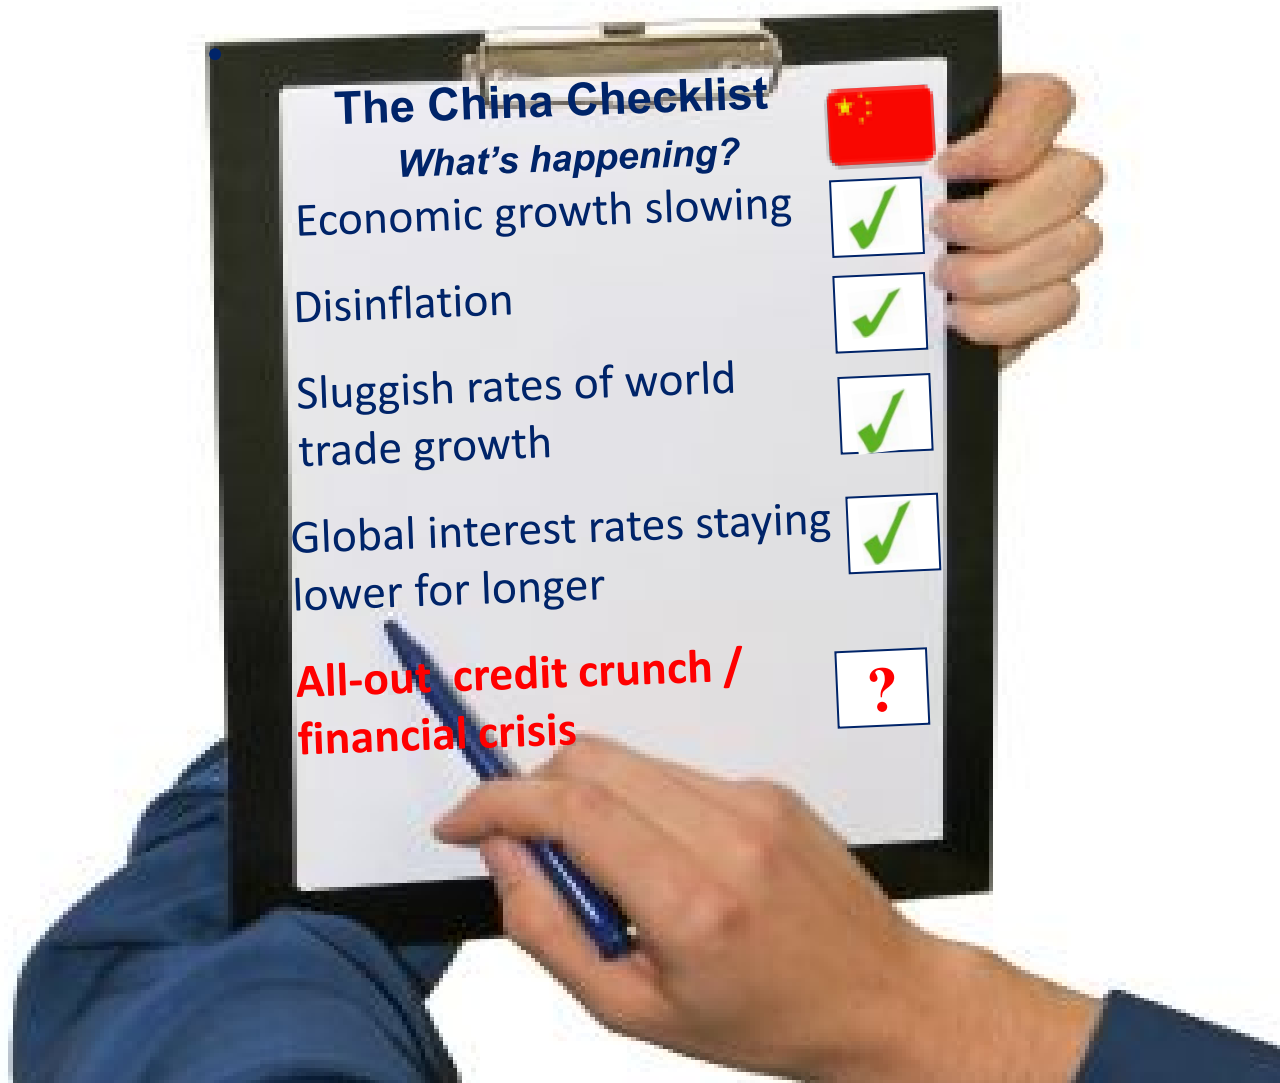 The China Checklist
What's happening?
Economic growth slowing
Disinflation
Sluggish rates of world
trade growth
Global interest rates staying
lower for longer
All-out credit crunch /
financial crisis
?